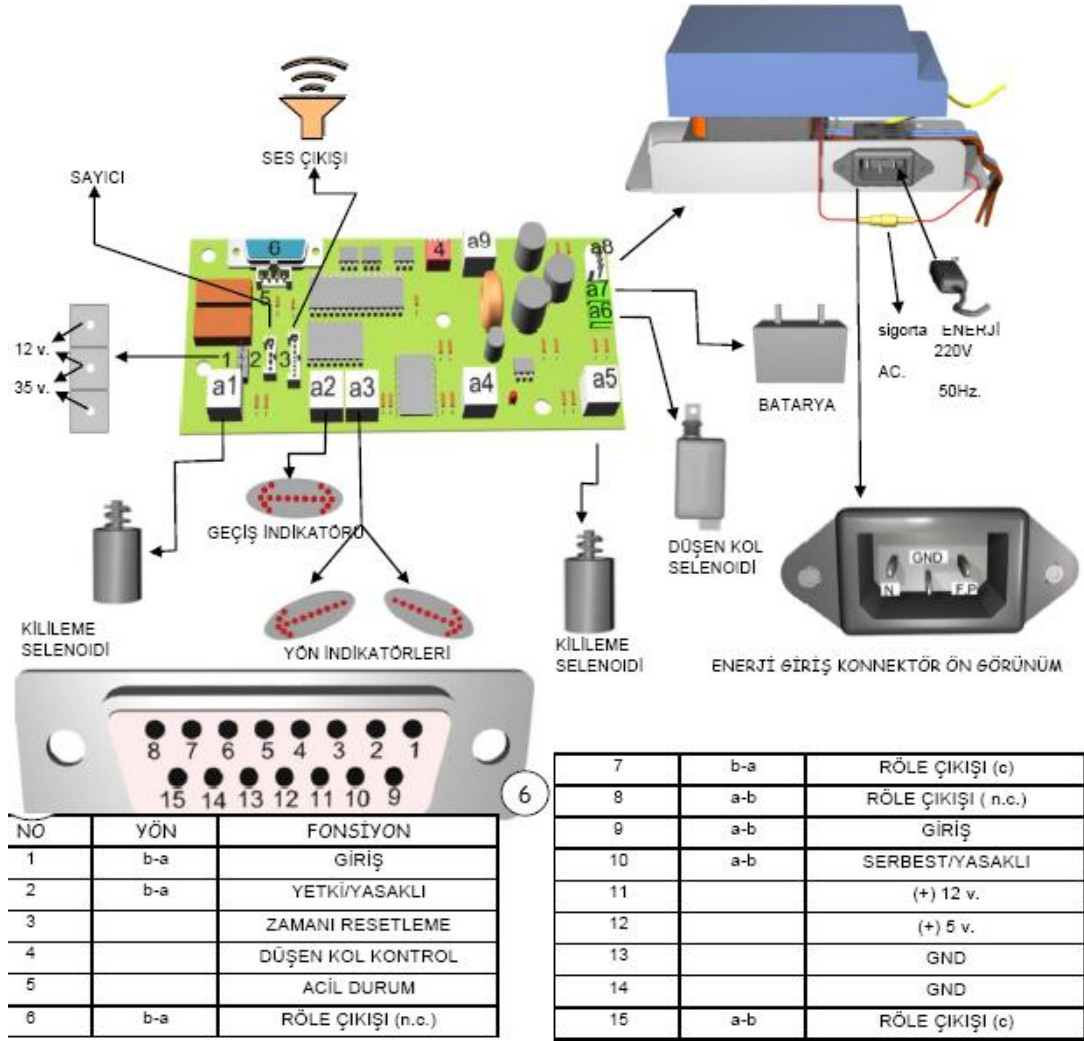 SES ÇIKIŞI
SAYICI
12 v.
35 v.
6
4
a9
a8
a7
a6
5
1
2
3
a1
a2
a3
a4
a5
sigorta ENERJİ
220V
AC.
50Hz.
BATARYA
GEÇİŞ İNDİKATÖRÜ
DÜŞEN KOL
SELENOİDİ
KİLİLEME
SELENOIDİ
YÖN İNDİKATÖRLERİ
KİLİLEME
SELENOIDİ
GND
N
F.P
ENERJİ GİRİŞ KONNEKTÖR ÖN GÖRÜNÜM
8 7 6 5 4 3 2 1
15 14 13 12 11 10 9
6
NO YÖN FONSİYON
1 b-a GİRİŞ
2 b-a YETKİ/YASAKLI
3 ZAMANI RESETLEME
4 DÜŞEN KOL KONTROL
5 ACİL DURUM
6 b-a RÖLE ÇIKIŞI (n.c.)
7 b-a RÖLE ÇIKIŞI (c)
8 a-b RÖLE ÇIKIŞI ( n.c.)
9 a-b GİRİŞ
10 a-b SERBEST/YASAKLI
11 (+) 12 v.
12 (+) 5 v.
13 GND
14 GND
15 a-b RÖLE ÇIKIŞI (c)